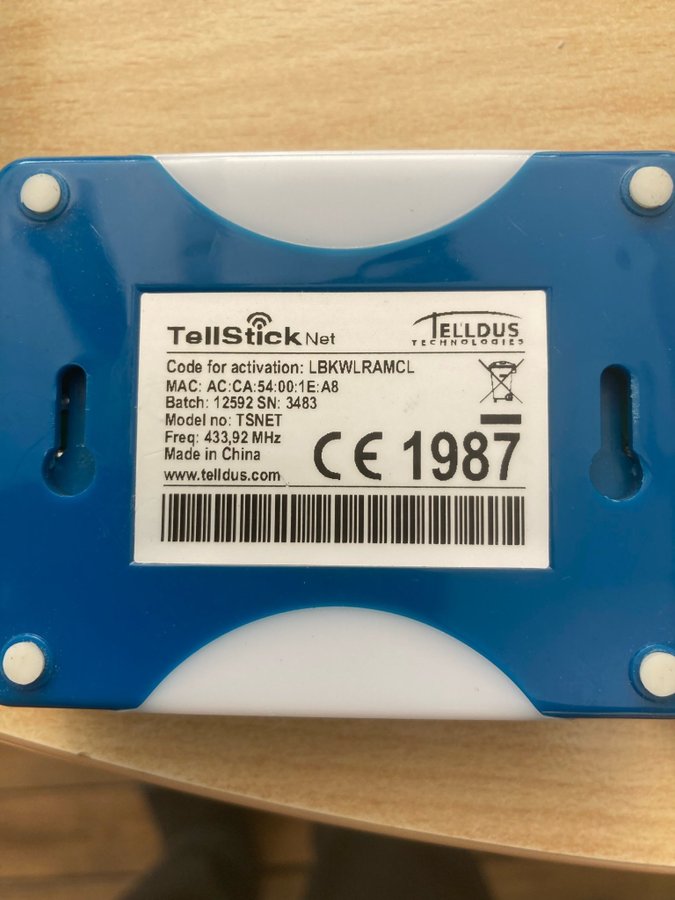 TellStick Net
TELLDUS
TECHNOLOGIES
Code for activation: LBKWLRAMCL
MAC: AC:CA:54:00:1E:A8
Batch: 12592 SN: 3483
Model no: TSNET
Freq: 433,92 MHz
Made in China
www.telldus.com
CE 1987